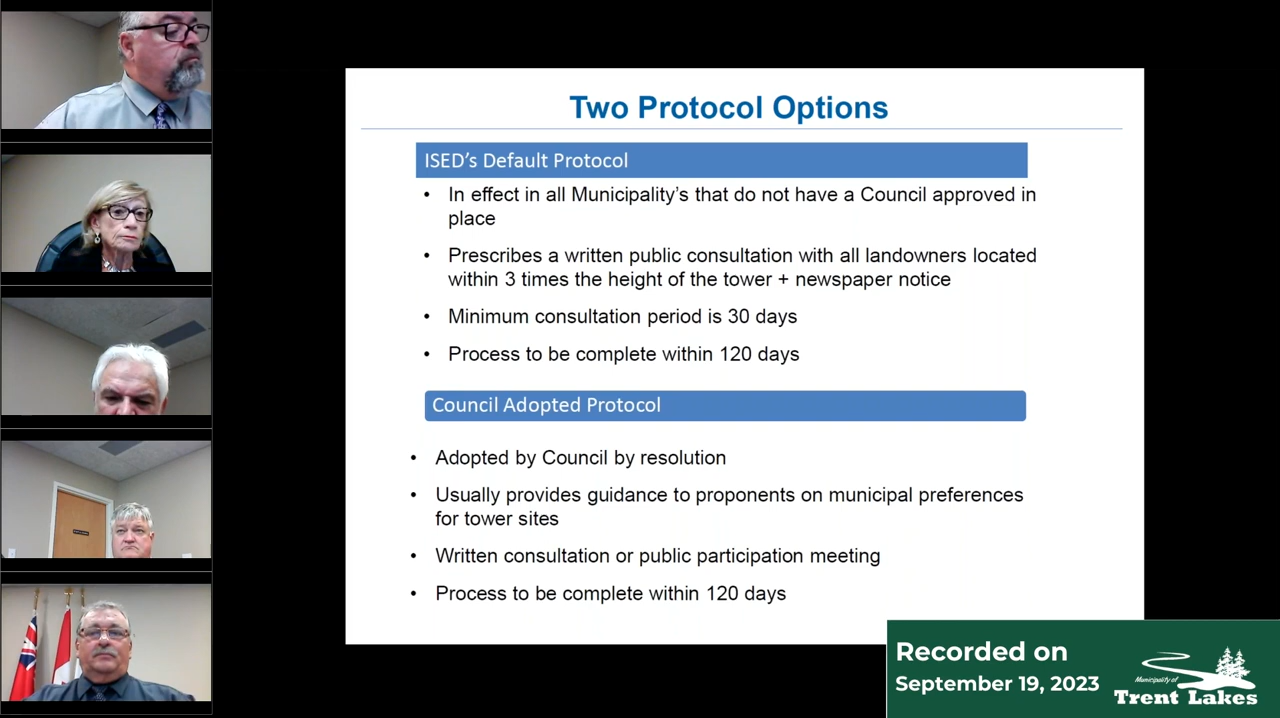 Two Protocol Options
ISED's Default Protocol
• In effect in all Municipality's that do not have a Council approved in
place
• Prescribes a written public consultation with all landowners located
within 3 times the height of the tower + newspaper notice
• Minimum consultation period is 30 days
• Process to be complete within 120 days
Council Adopted Protocol
• Adopted by Council by resolution
• Usually provides guidance to proponents on municipal preferences
for tower sites
• Written consultation or public participation meeting
• Process to be complete within 120 days
Recorded on
September 19, 2023
Municipality of
Trent Lakes